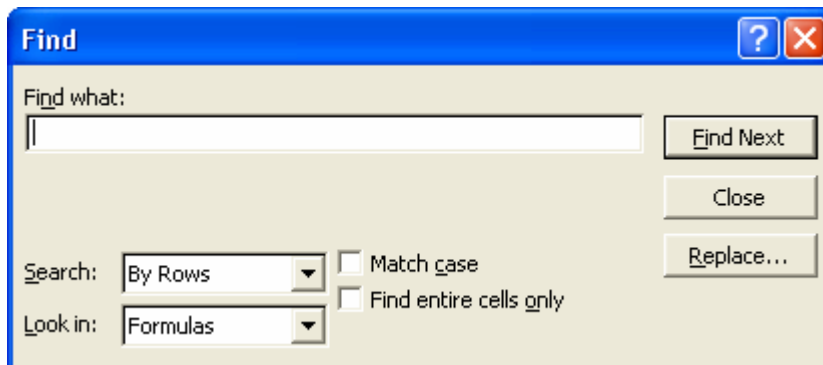 Find
Find what:
Find Next
Close
Replace...
Search: By Rows
Match case
Look in: Formulas
Find entire cells only